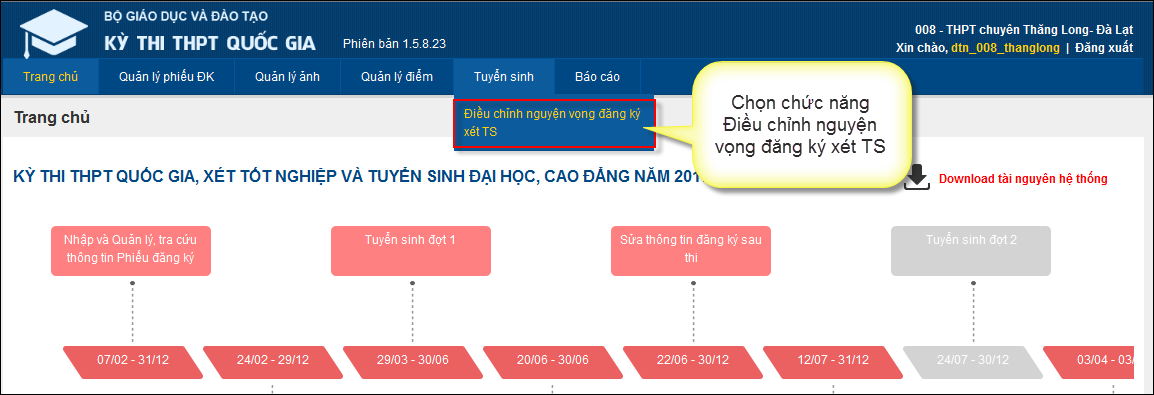 BỘ GIÁO DỤC VÀ ĐÀO TẠO
KỲ THI THPT QUỐC GIA
Phiên bản 1.5.8.23
008 - THPT chuyên Thăng Long- Đà Lạt
Xin chào, dtn_008_thanglong | Đăng xuất
Trang chủ Quản lý phiếu ĐK Quản lý ảnh Quản lý điểm Tuyển sinh Báo cáo
Điều chỉnh nguyện vọng đăng ký
xét TS
Chọn chức năng
Điều chỉnh nguyện
vọng đăng ký xét TS
Trang chủ
KỲ THI THPT QUỐC GIA, XÉT TỐT NGHIỆP VÀ TUYỂN SINH ĐẠI HỌC, CAO ĐẲNG NĂM 201
Download tài nguyên hệ thống
Nhập và Quản lý, tra cứu
thông tin Phiếu đăng ký
Tuyển sinh đợt 1
Sửa thông tin đăng ký sau
thi
Tuyển sinh đợt 2
07/02 - 31/12 24/02 - 29/12 29/03 - 30/06 20/06 - 30/06 22/06 - 30/12 12/07 - 31/12 24/07 - 30/12 03/04 - 03/